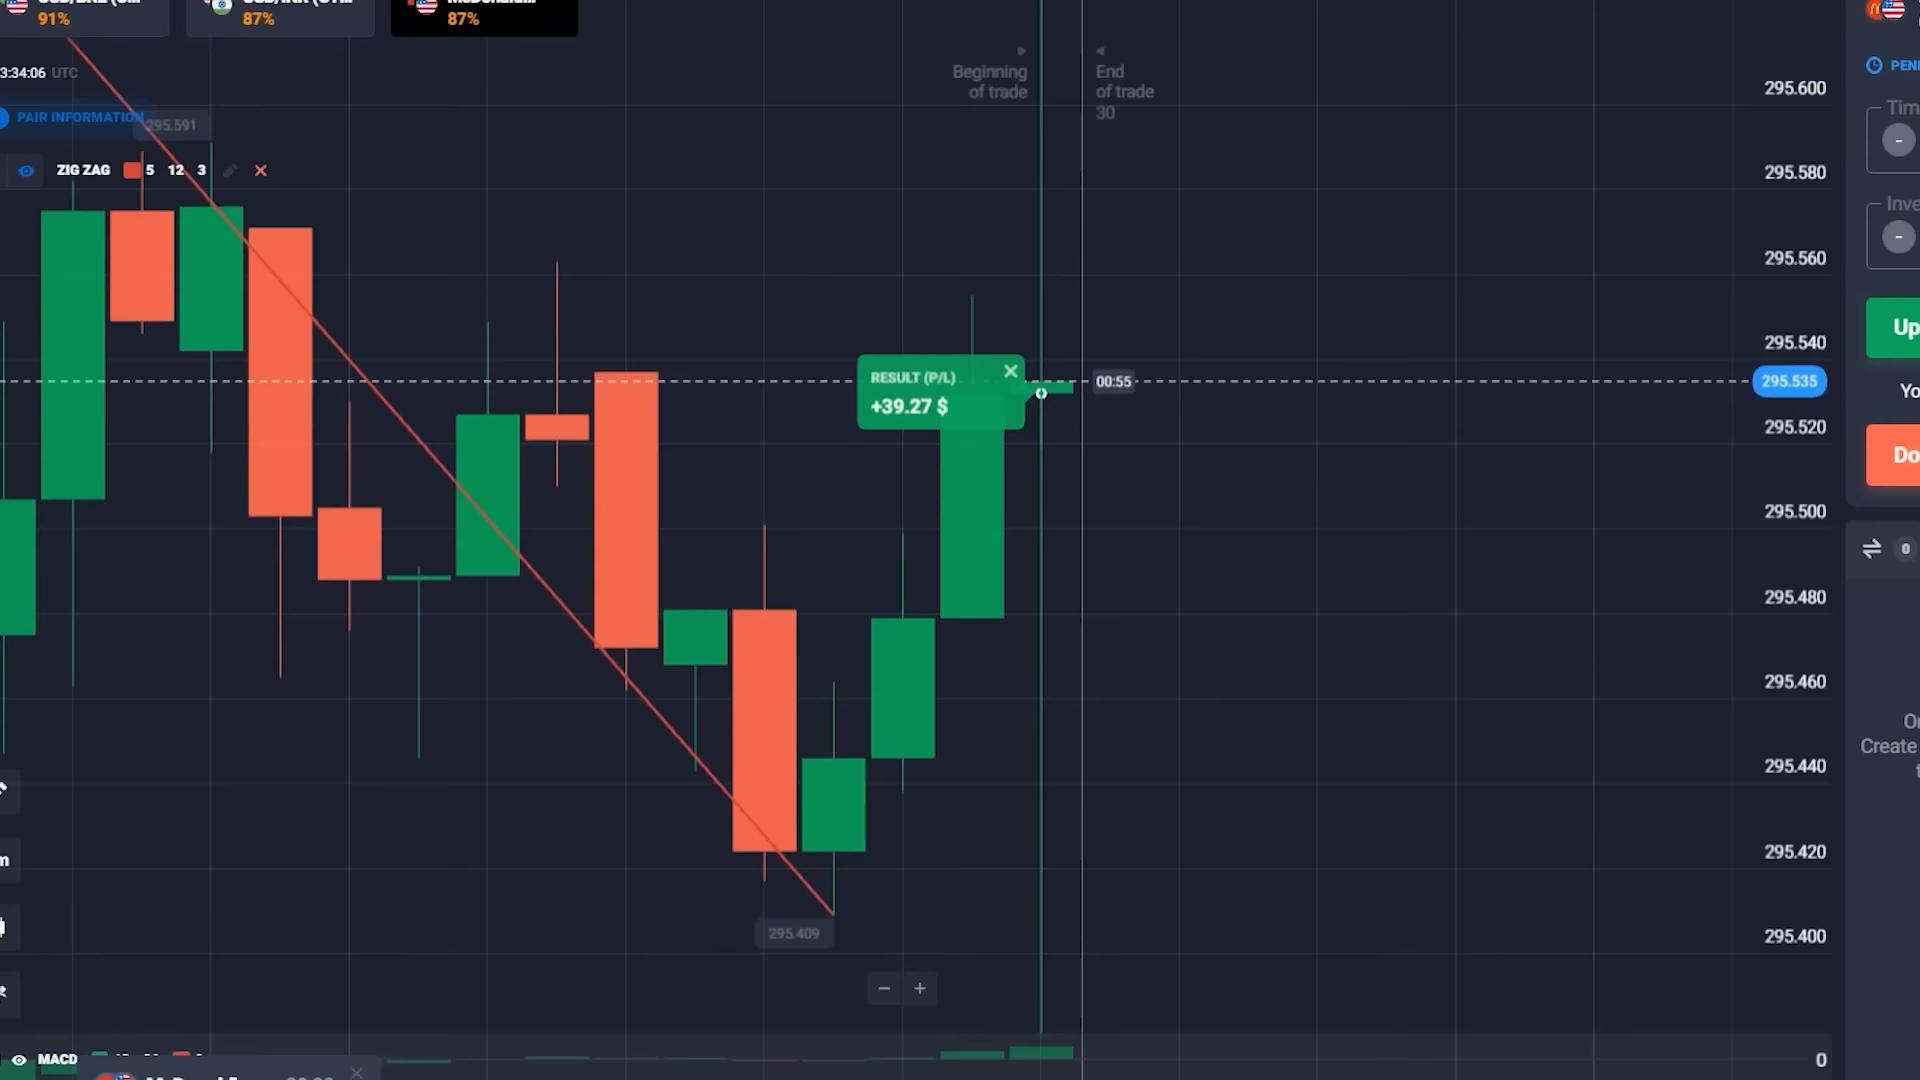 91%
87%
87%
3:34:06 UTC
PAIR INFORMATION
295.591
ZIG ZAG 5 12 3
Beginning
of trade
End
of trade
30
295.600
295.580
295.560
295.540
295.535
295.520
295.500
295.480
295.460
295.440
295.420
295.400
RESULT (P/L)
+39.27 $
00:55
295.409
MACD
0
Up
Yo
Do
0
Create